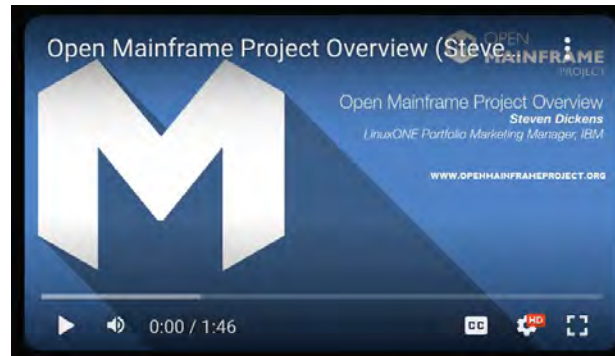 Open Mainframe Project Overview (Steve...
OPEN
MAINFRAME
PROJECT
Open Mainframe Project Overview
Steven Dickens
LinuxONE Portfolio Marketing Manager, IBM
WWW.OPENMAINFRAMEPROJECT.ORG
M
0:00 / 1:46
CC
HD